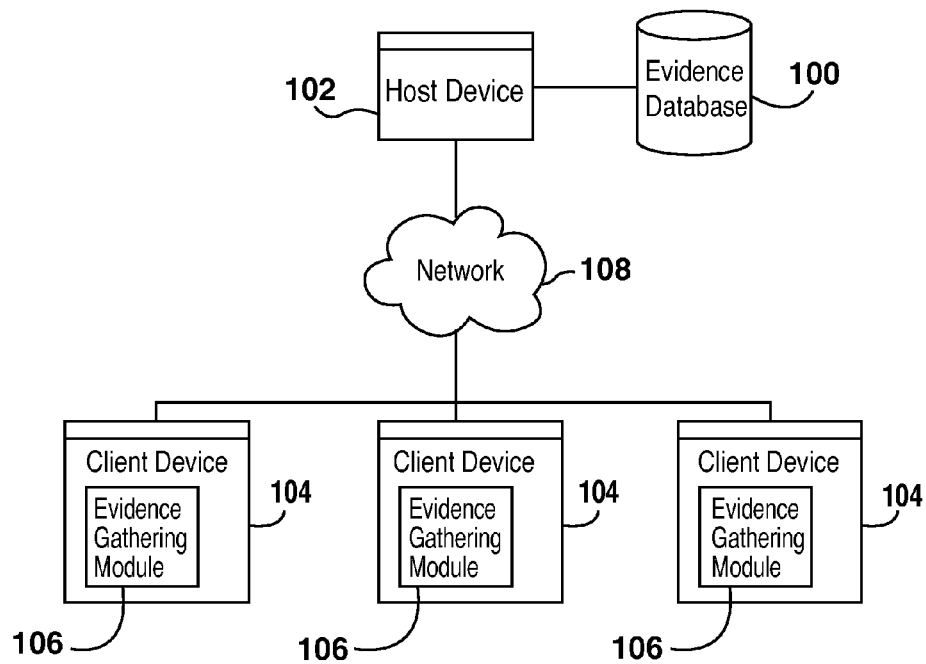 102
Host Device
Evidence
Database
100
Network
108
Client Device
Evidence
Gathering
Module
104
106
Client Device
Evidence
Gathering
Module
104
106
Client Device
Evidence
Gathering
Module
104
106